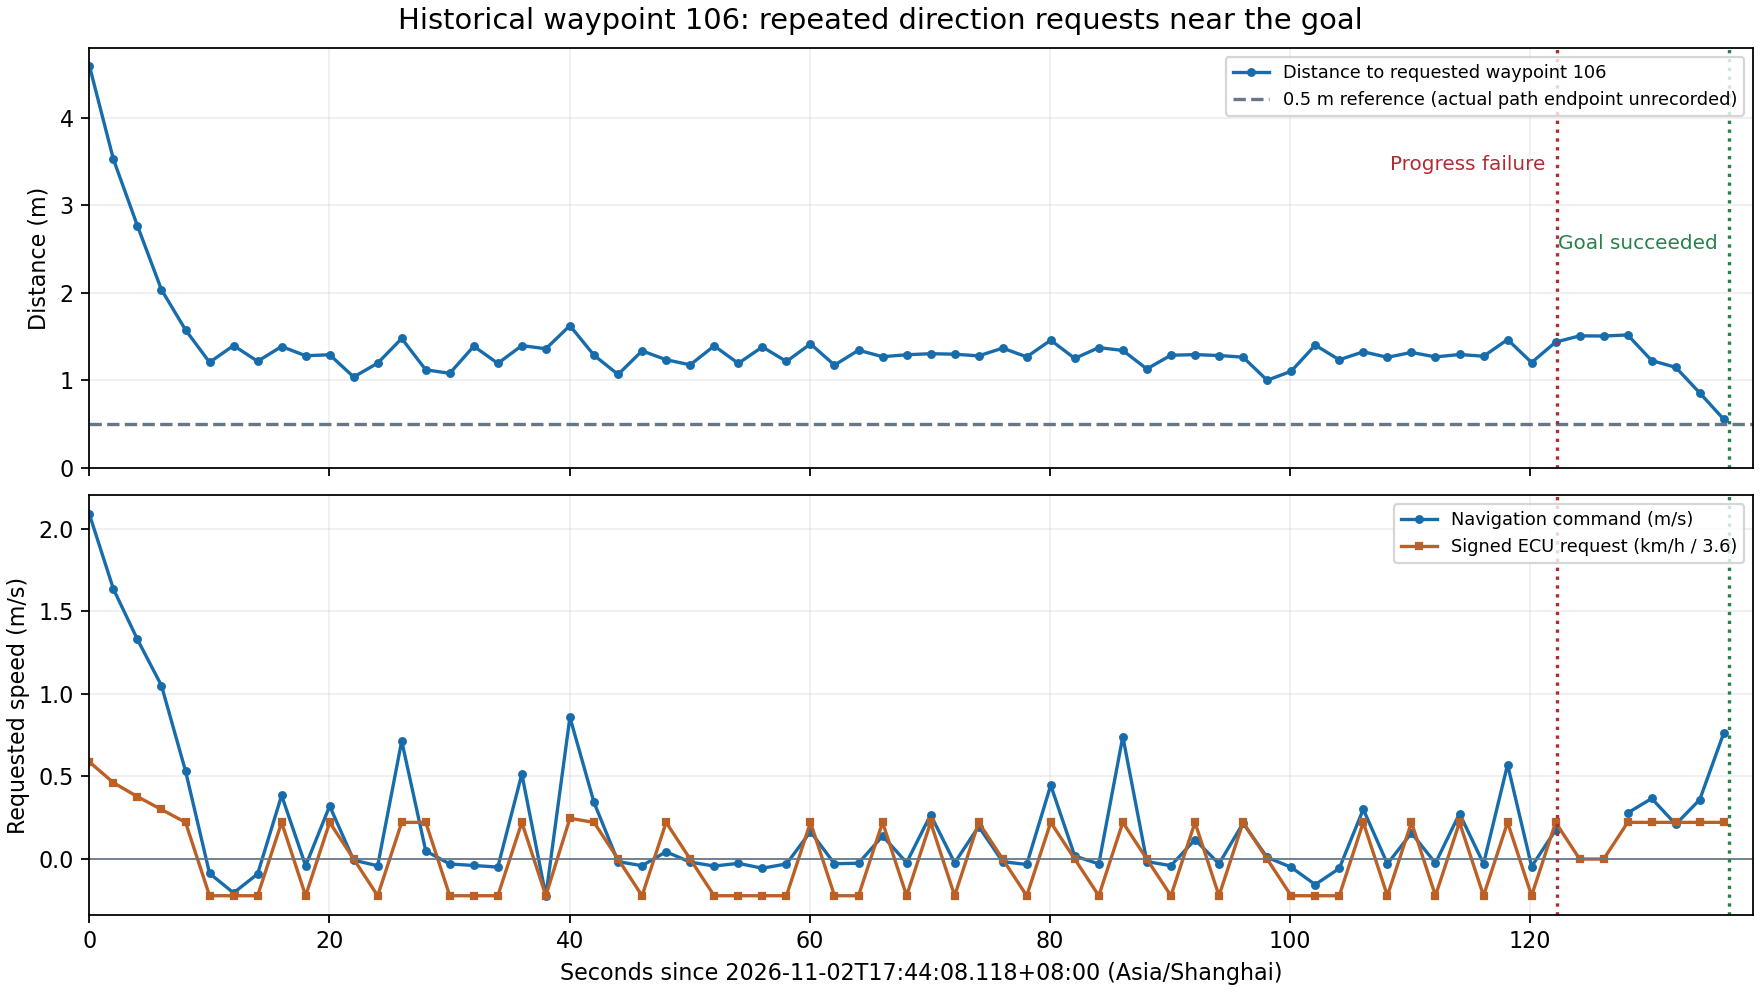 Historical waypoint 106: repeated direction requests near the goal
Distance to requested waypoint 106
0.5 m reference (actual path endpoint unrecorded)
Progress failure
Goal succeeded
Distance (m)
4
3
2
1
0
Navigation command (m/s)
Signed ECU request (km/h / 3.6)
Requested speed (m/s)
2.0
1.5
1.0
0.5
0.0
0
20
40
60
80
100
120
Seconds since 2026-11-02T17:44:08.118+08:00 (Asia/Shanghai)